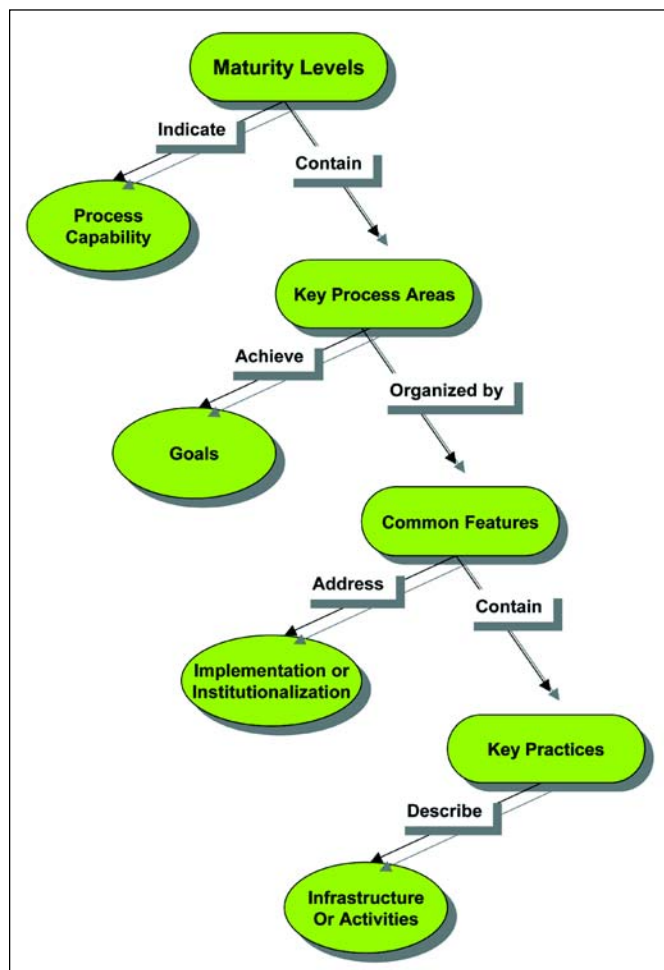 Maturity Levels
Indicate
Contain
Process
Capability
Key Process Areas
Achieve
Organized by
Goals
Common Features
Address
Contain
Implementation or
Institutionalization
Key Practices
Describe
Infrastructure
Or Activities